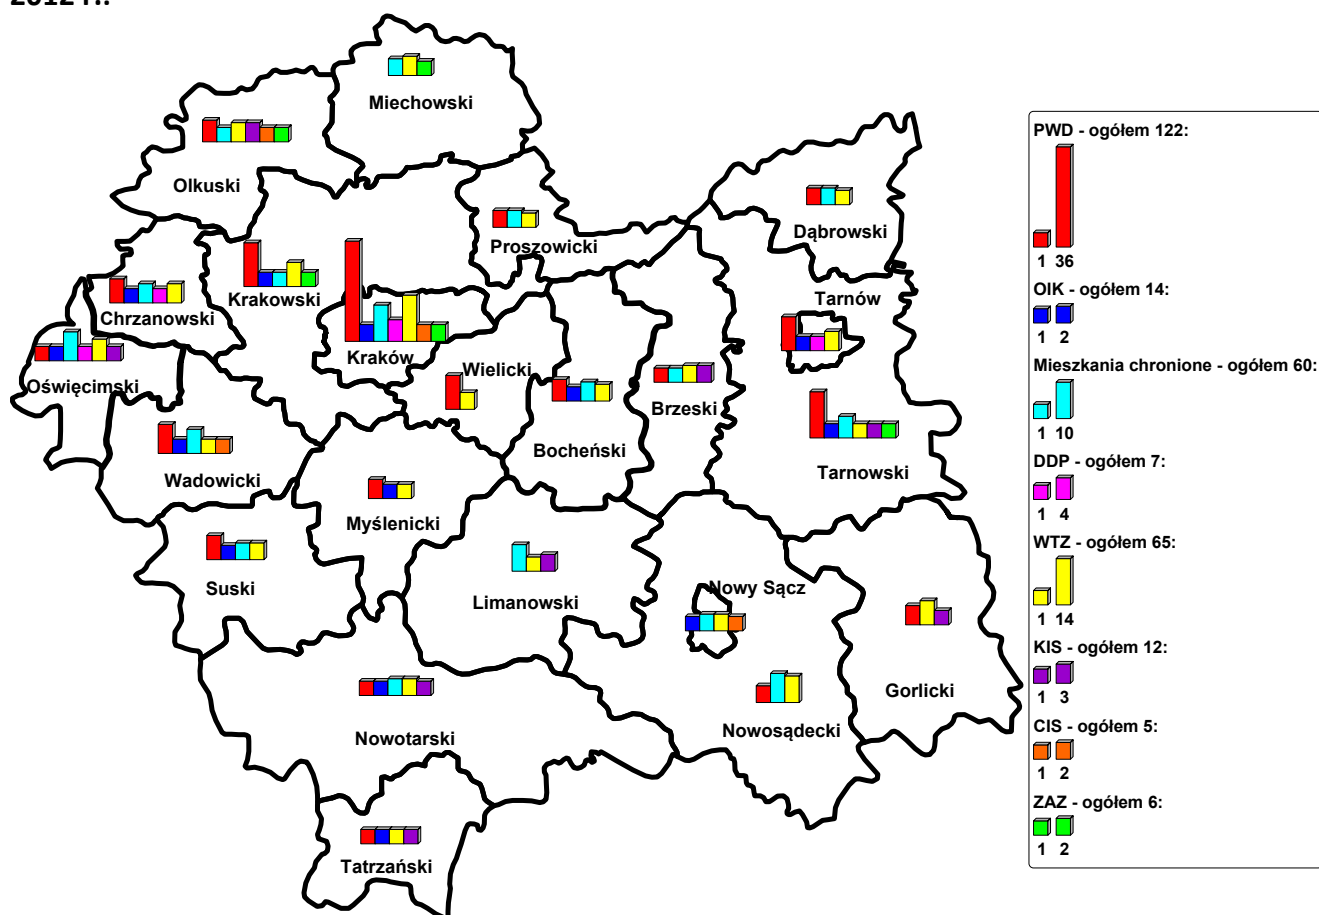 Miechowski
Olkuski
Proszowicki
Dąbrowski
Krakowski
Chrzanowski
Tarnów
Kraków
Wielicki
Oświęcimski
Brzeski
Bocheński
Wadowicki
Tarnowski
Myślenicki
Suski
Limanowski
Nowy Sącz
Gorlicki
Nowosądecki
Nowotarski
Tatrzański
PWD - ogółem 122:
1 36
OIK - ogółem 14:
1 2
Mieszkania chronione - ogółem 60:
1 10
DDP - ogółem 7:
1 4
WTZ - ogółem 65:
1 14
KIS - ogółem 12:
1 3
CIS - ogółem 5:
1 2
ZAZ - ogółem 6:
1 2